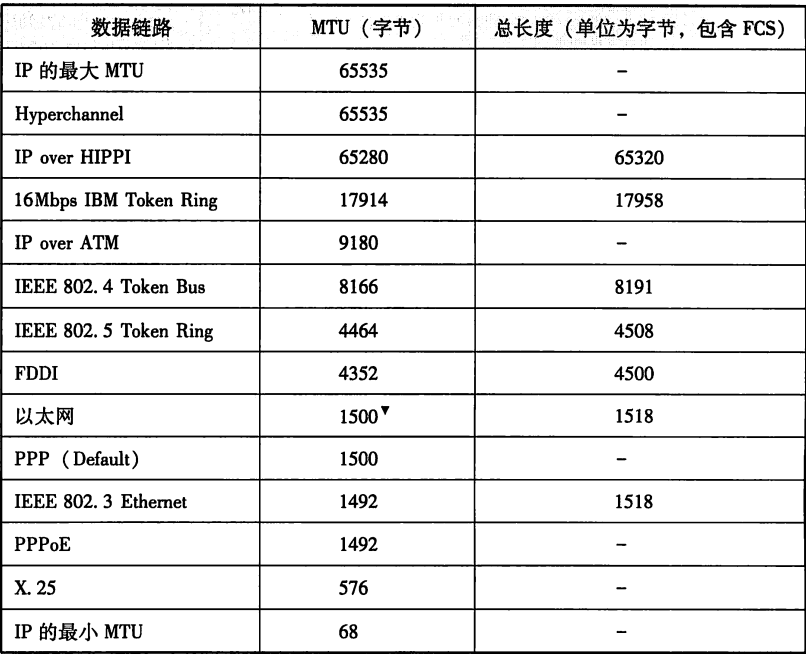 数据链路 MTU（字节） 总长度（单位为字节，包含 FCS）
IP 的最大 MTU 65535 –
Hyperchannel 65535 –
IP over HIPPI 65280 65320
16Mbps IBM Token Ring 17914 17958
IP over ATM 9180 –
IEEE 802. 4 Token Bus 8166 8191
IEEE 802. 5 Token Ring 4464 4508
FDDI 4352 4500
以太网 1500▼ 1518
PPP （Default） 1500 –
IEEE 802. 3 Ethernet 1492 1518
PPPoE 1492 –
X. 25 576 –
IP 的最小 MTU 68 –